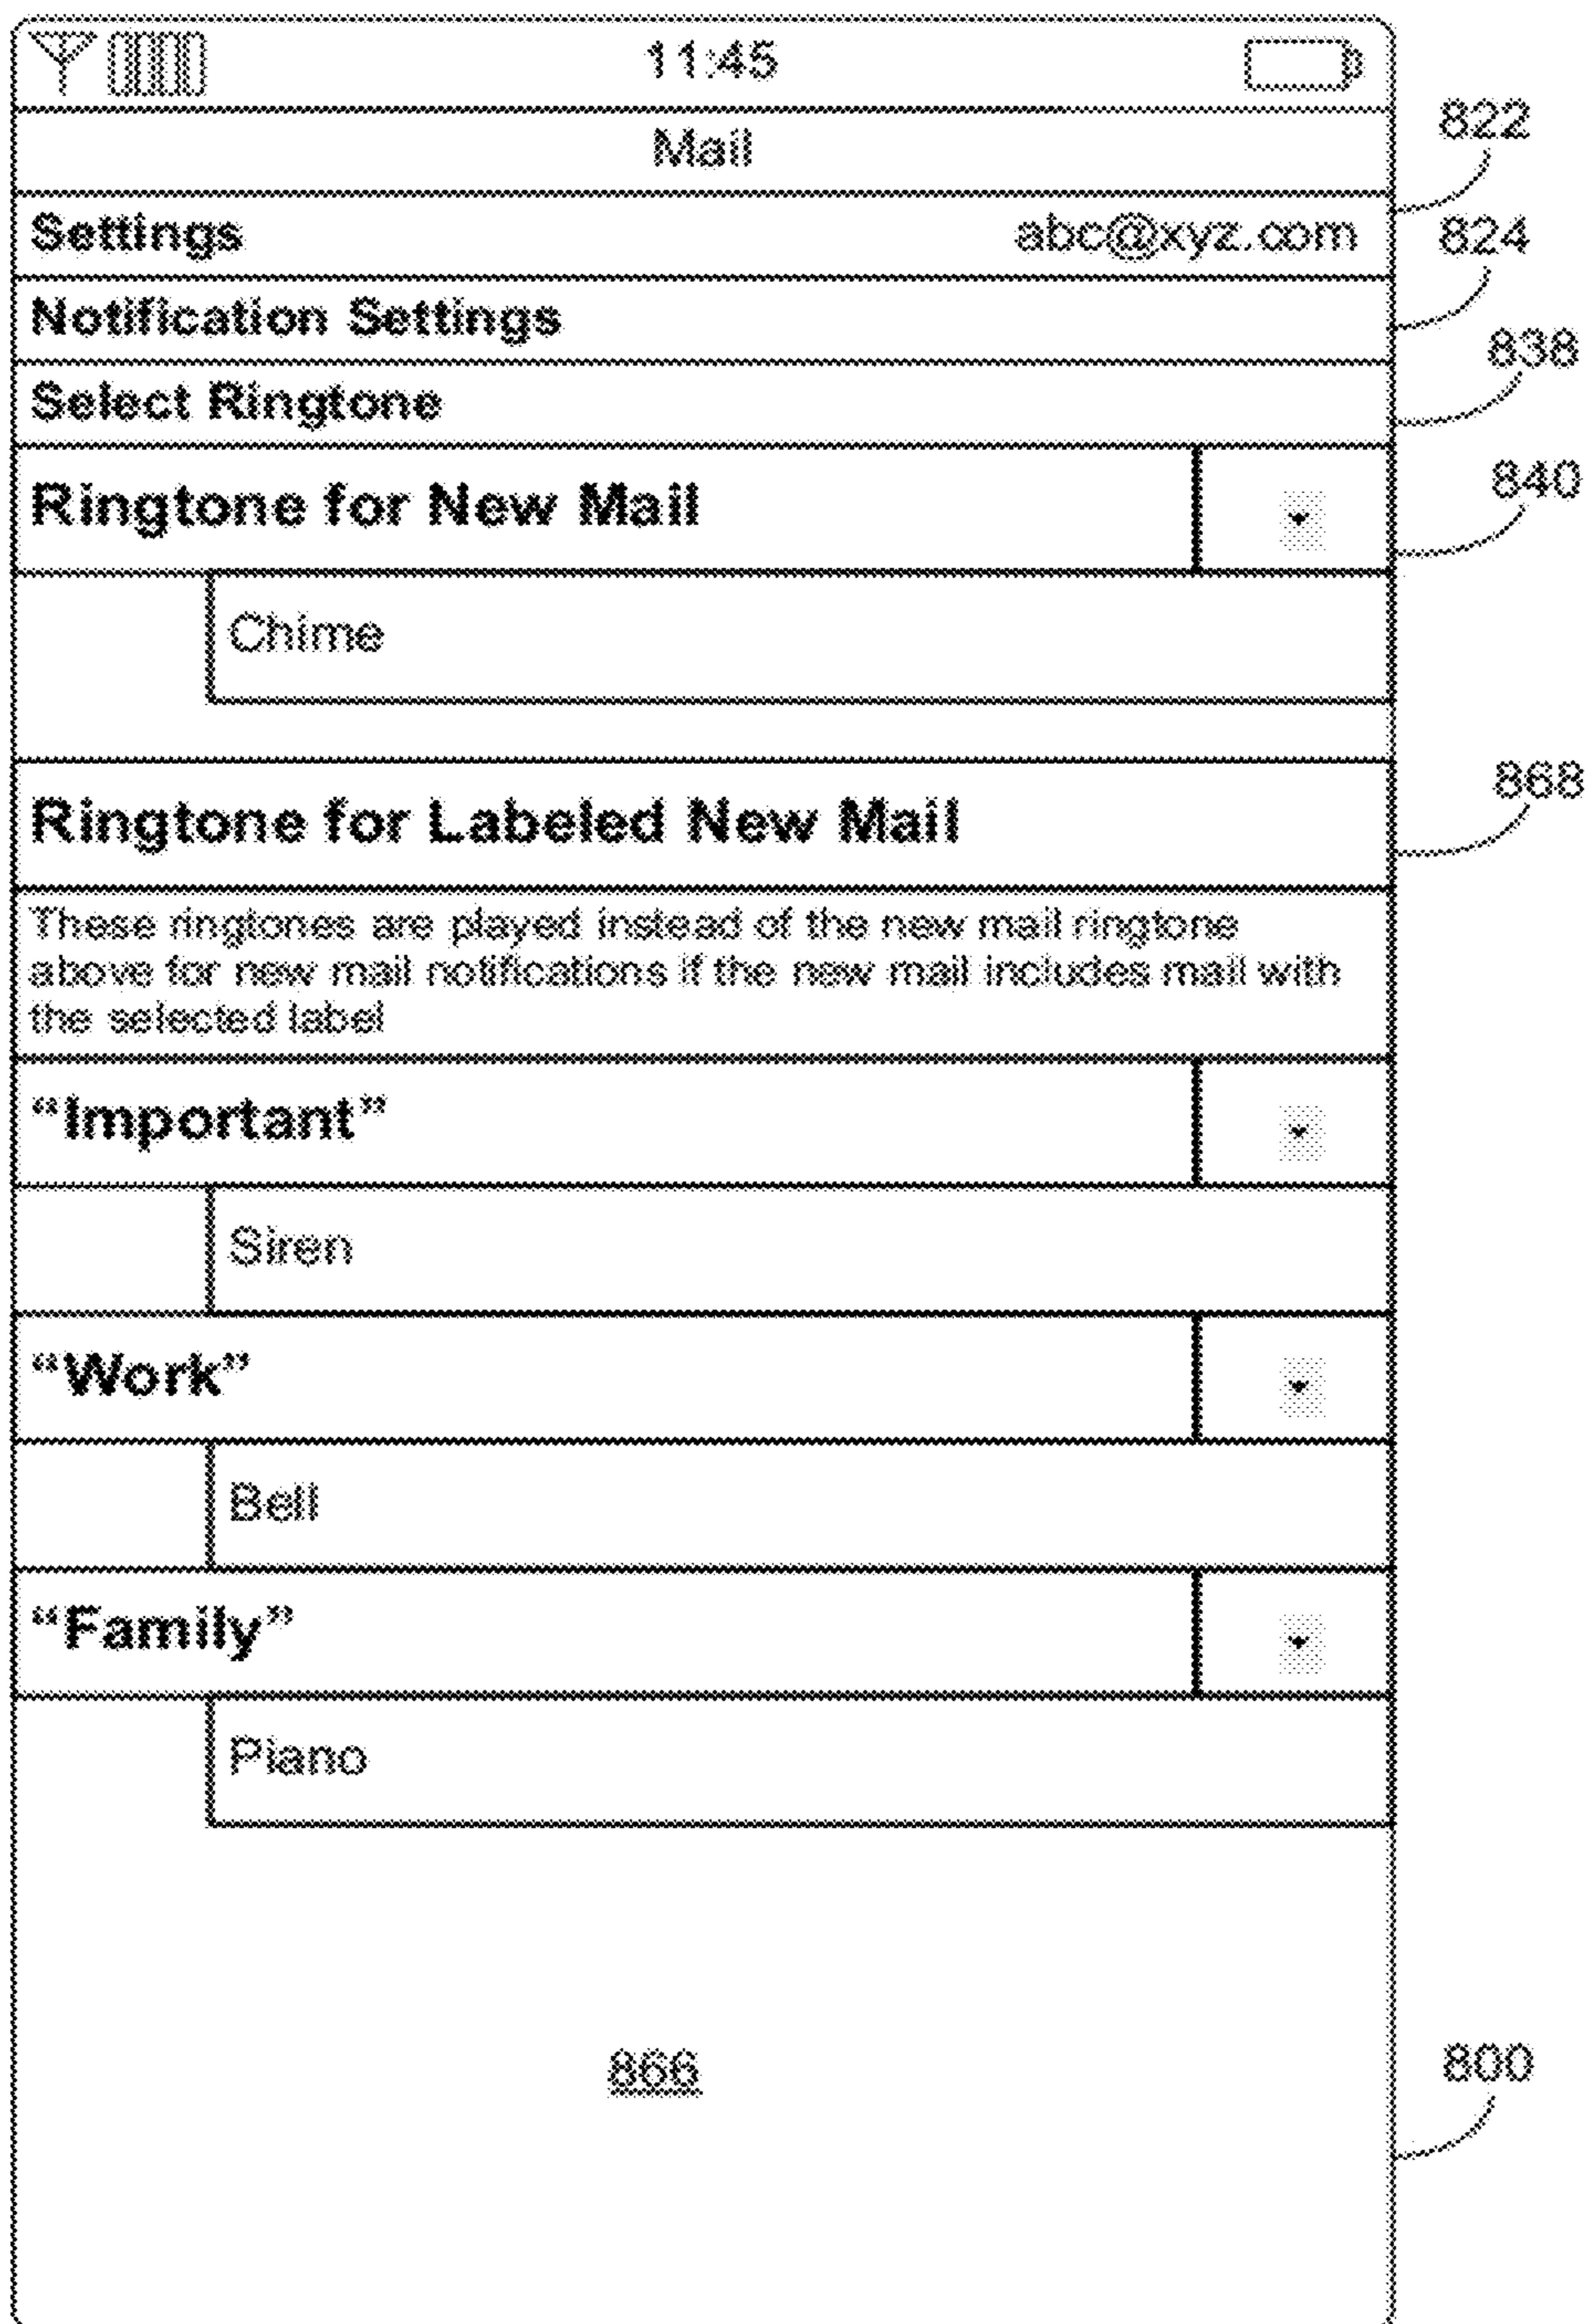 11:45
Mail
822
Settings abc@xyz.com
824
Notification Settings
838
Select Ringtone
840
Ringtone for New Mail
Chime
868
Ringtone for Labeled New Mail
These ringtones are played instead of the new mail ringtone
above for new mail notifications if the new mail includes mail with
the selected label
“Important”
Siren
“Work”
Bell
“Family”
Piano
866
800